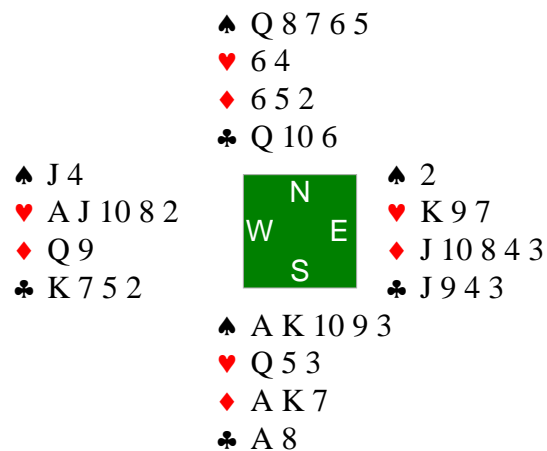 ♠ Q 8 7 6 5
♥ 6 4
♦ 6 5 2
♣ Q 10 6
♠ J 4
♥ A J 10 8 2
♦ Q 9
♣ K 7 5 2
N
W E
S
♠ 2
♥ K 9 7
♦ J 10 8 4 3
♣ J 9 4 3
♠ A K 10 9 3
♥ Q 5 3
♦ A K 7
♣ A 8